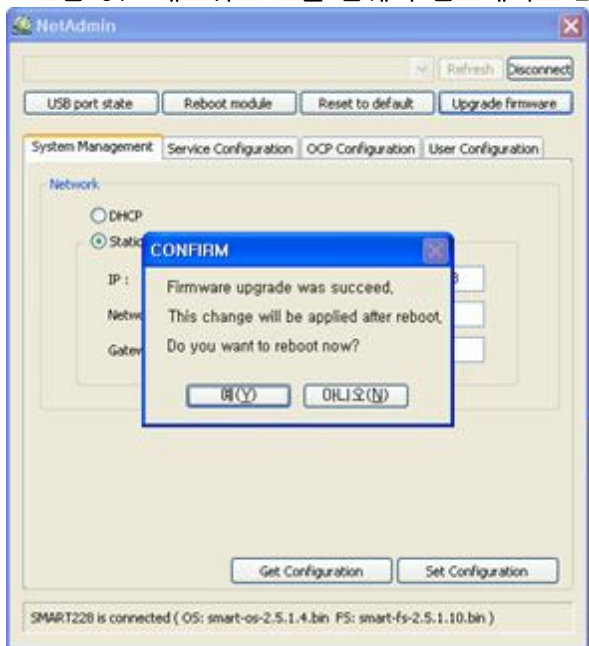 NetAdmin
Refresh Disconnect
USB port state Reboot module Reset to default Upgrade firmware
System Management Service Configuration OCP Configuration User Configuration
Network
DHCP
Static
CONFIRM
IP :
Firmware upgrade was succeed,
This change will be applied after reboot,
Do you want to reboot now?
예(Y) 아니오(N)
Get Configuration Set Configuration
SMART228 is connected ( OS: smart-os-2.5.1.4.bin FS: smart-fs-2.5.1.10.bin )